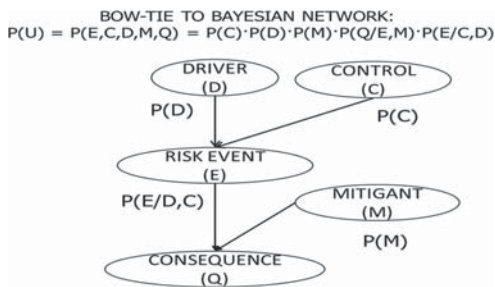 BOW-TIE TO BAYESIAN NETWORK:
P(U) = P(E,C,D,M,Q) = P(C)·P(D)·P(M)·P(Q/E,M)·P(E/C,D)
DRIVER
(D)
CONTROL
(C)
P(D)
P(C)
RISK EVENT
(E)
P(E/D,C)
MITIGANT
(M)
P(M)
CONSEQUENCE
(Q)